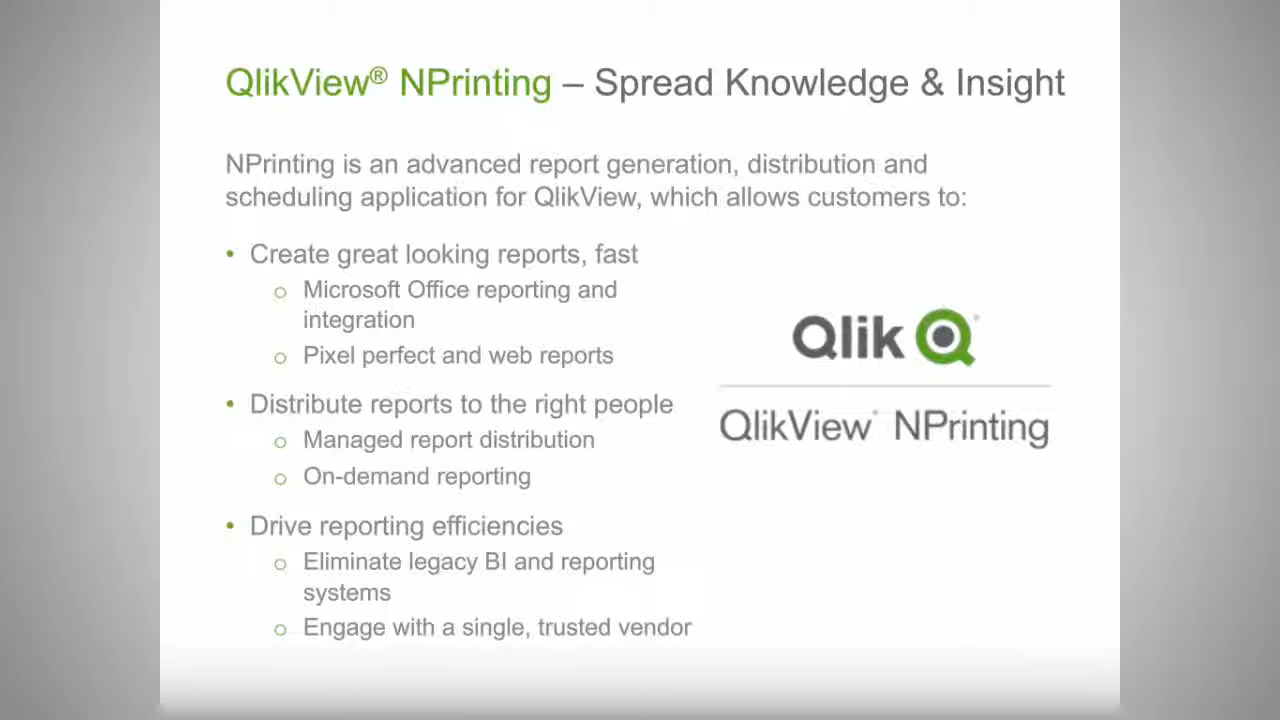 QlikView® NPrinting – Spread Knowledge & Insight
NPrinting is an advanced report generation, distribution and
scheduling application for QlikView, which allows customers to:
• Create great looking reports, fast
o Microsoft Office reporting and
integration
o Pixel perfect and web reports
• Distribute reports to the right people
o Managed report distribution
o On-demand reporting
• Drive reporting efficiencies
o Eliminate legacy BI and reporting
systems
o Engage with a single, trusted vendor
Qlik
QlikView® NPrinting